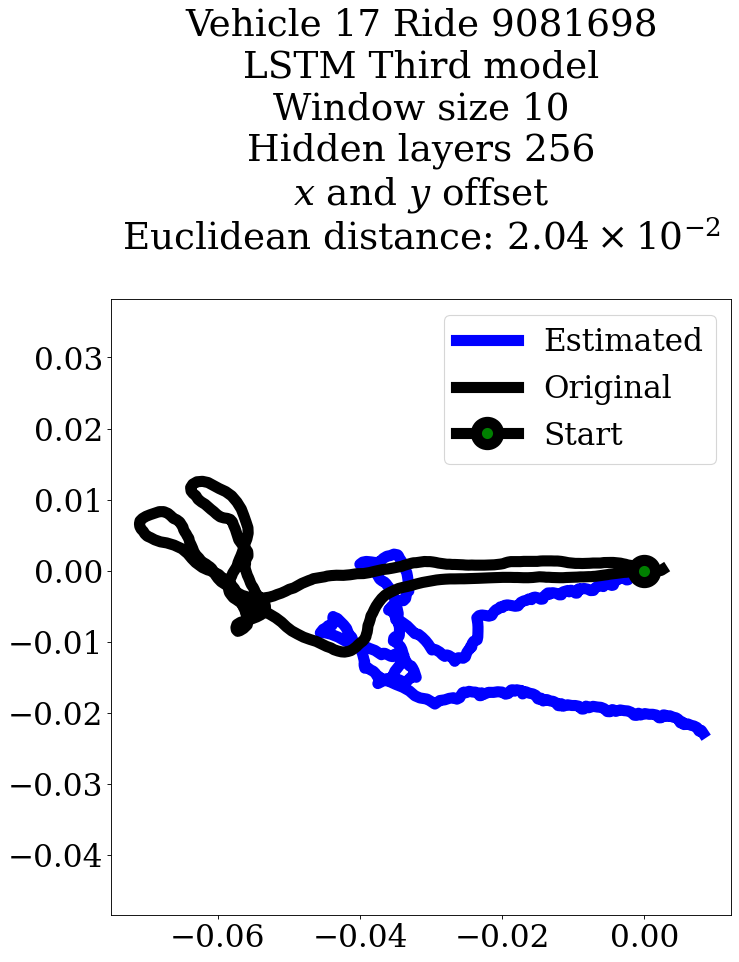 Vehicle 17 Ride 9081698
LSTM Third model
Window size 10
Hidden layers 256
x and y offset
Euclidean distance: 2.04 × 10⁻²
Estimated
Original
Start
0.03
0.02
0.01
0.00
−0.01
−0.02
−0.03
−0.04
−0.06 −0.04 −0.02 0.00